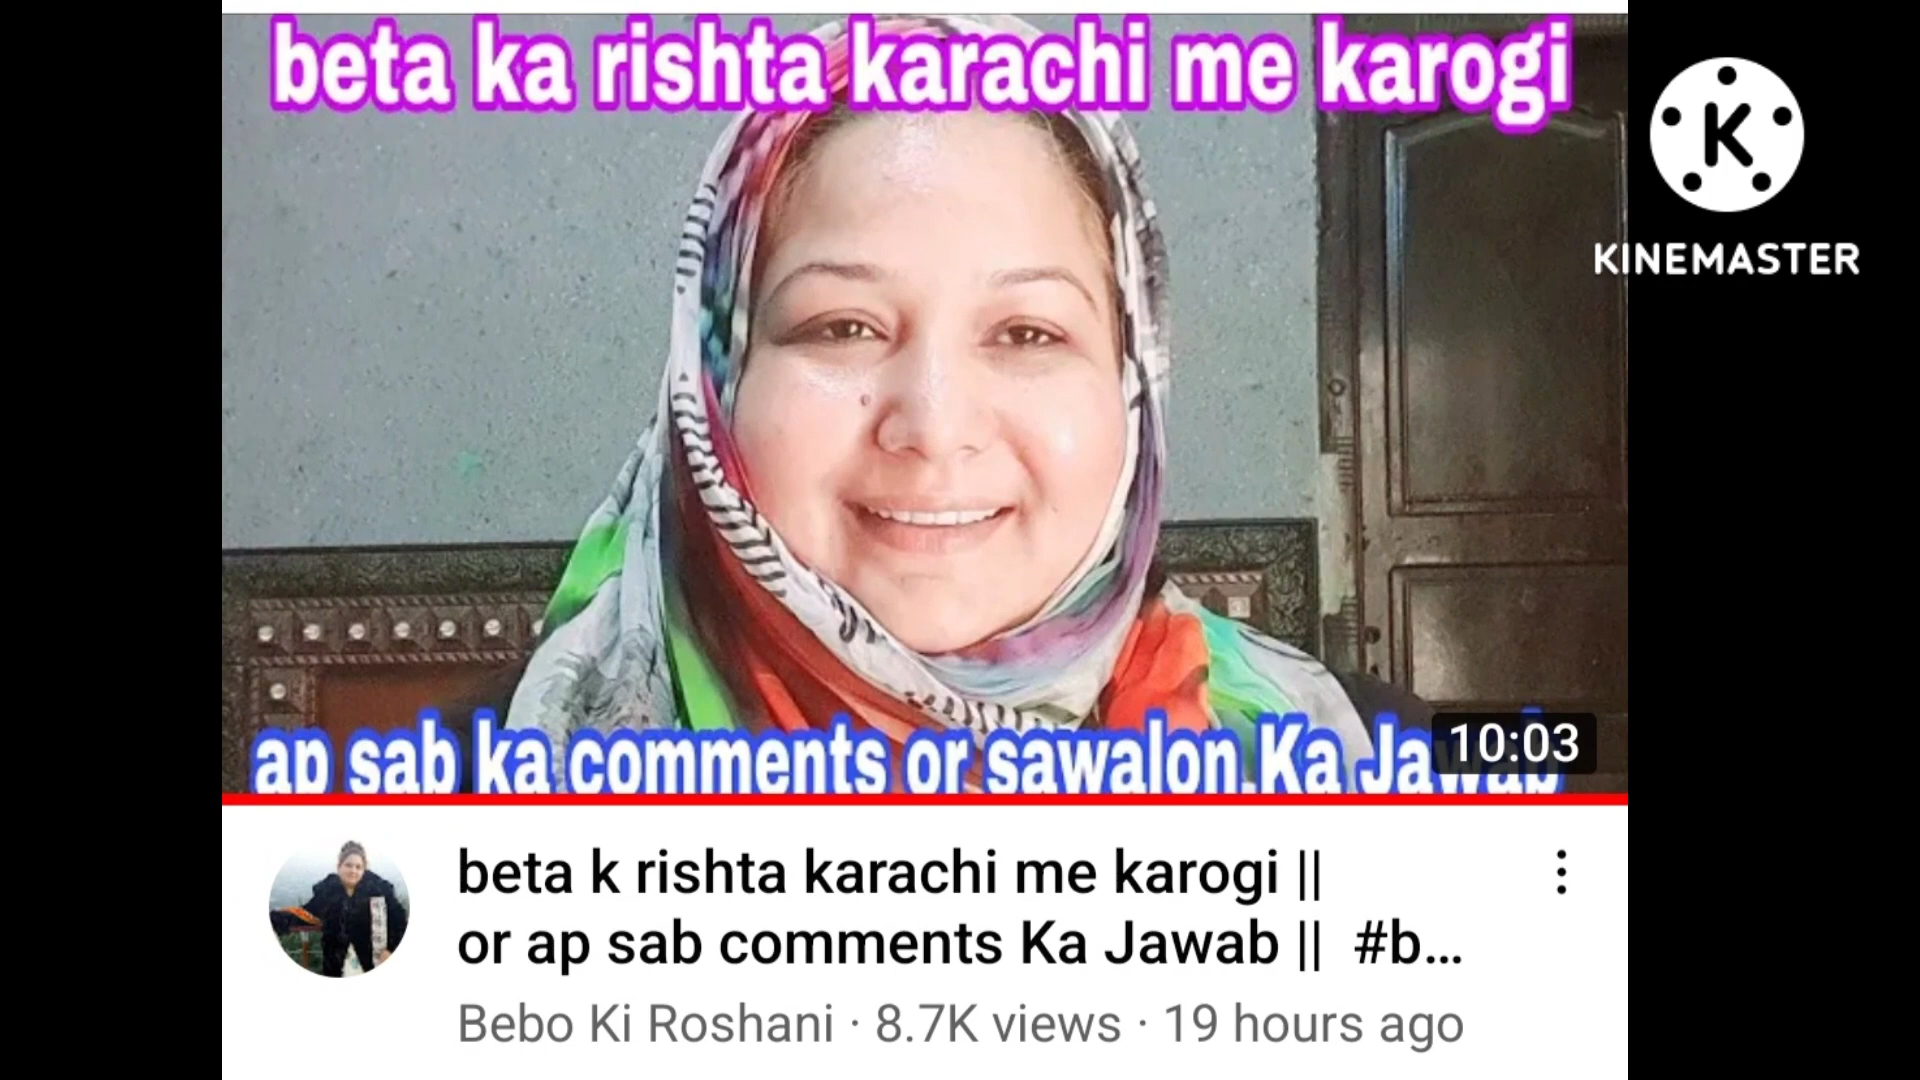 beta ka rishta karachi me karogi
K
KINEMASTER
ap sab ka comments or sawalon.Ka Jawab
10:03
beta k rishta karachi me karogi ||
or ap sab comments Ka Jawab || #b...
Bebo Ki Roshani · 8.7K views · 19 hours ago